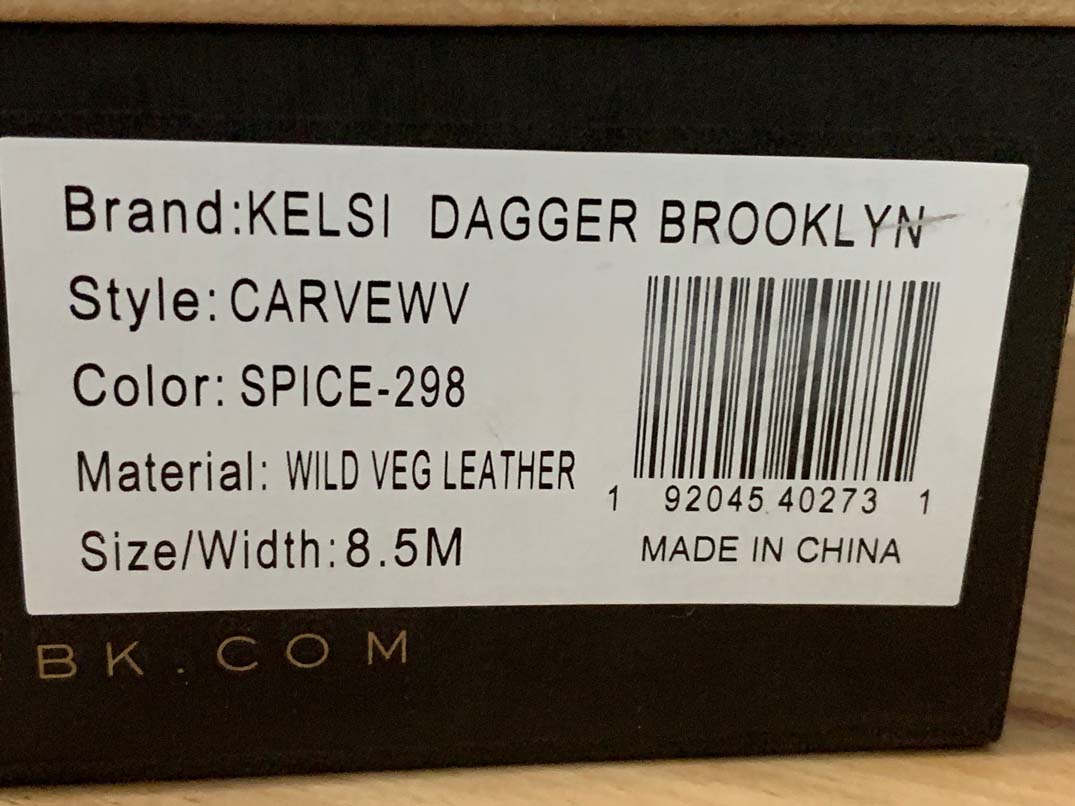 Brand:KELSI DAGGER BROOKLYN
Style:CARVEWV
Color: SPICE-298
Material: WILD VEG LEATHER
Size/Width:8.5M
1 92045 40273 1
MADE IN CHINA
BK.COM